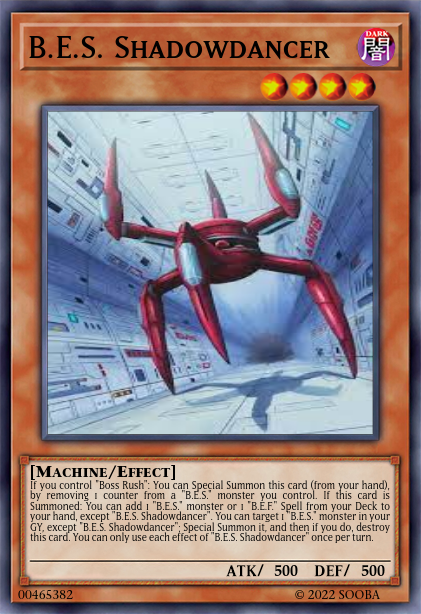 B.E.S. Shadowdancer
DARK
闇
[Machine/Effect]
If you control "Boss Rush": You can Special Summon this card (from your hand),
by removing 1 counter from a "B.E.S." monster you control. If this card is
Summoned: You can add 1 "B.E.S." monster or 1 "B.E.F." Spell from your Deck to
your hand, except "B.E.S. Shadowdancer". You can target 1 "B.E.S." monster in your
GY, except "B.E.S. Shadowdancer"; Special Summon it, and then if you do, destroy
this card. You can only use each effect of "B.E.S. Shadowdancer" once per turn.
ATK/ 500 DEF/ 500
00465382
© 2022 SOOBA